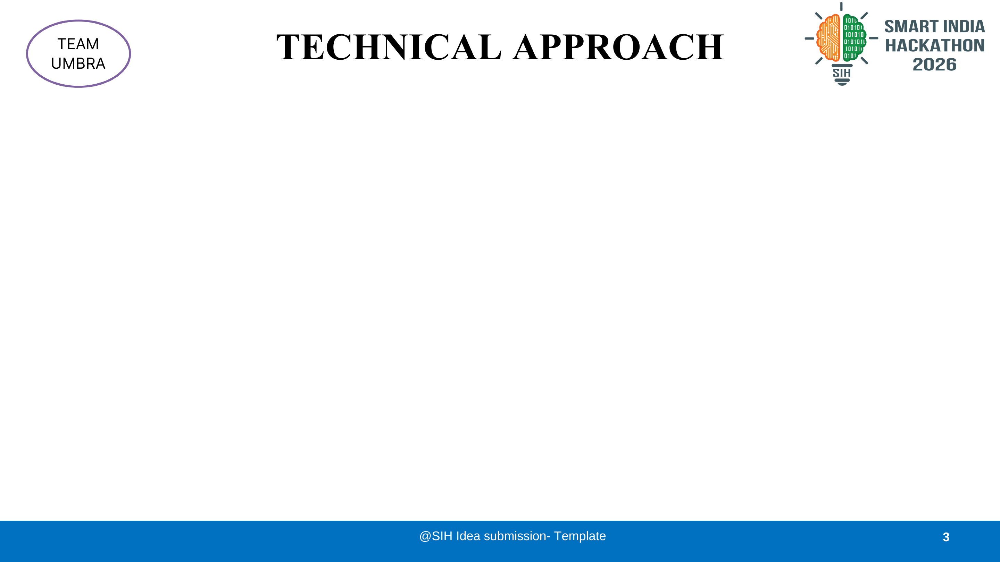 TEAM
UMBRA
TECHNICAL APPROACH
SIH
SMART INDIA
HACKATHON
2026
@SIH Idea submission- Template
3